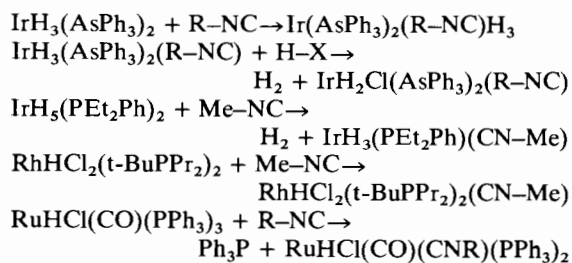 IrH₃(AsPh₃)₂ + R–NC→Ir(AsPh₃)₂(R–NC)H₃
IrH₃(AsPh₃)₂(R–NC) + H–X→
H₂ + IrH₂Cl(AsPh₃)₂(R–NC)
IrH₅(PEt₂Ph)₂ + Me–NC→
H₂ + IrH₃(PEt₂Ph)(CN–Me)
RhHCl₂(t-BuPPr₂)₂ + Me–NC→
RhHCl₂(t-BuPPr₂)₂(CN–Me)
RuHCl(CO)(PPh₃)₃ + R–NC→
Ph₃P + RuHCl(CO)(CNR)(PPh₃)₂